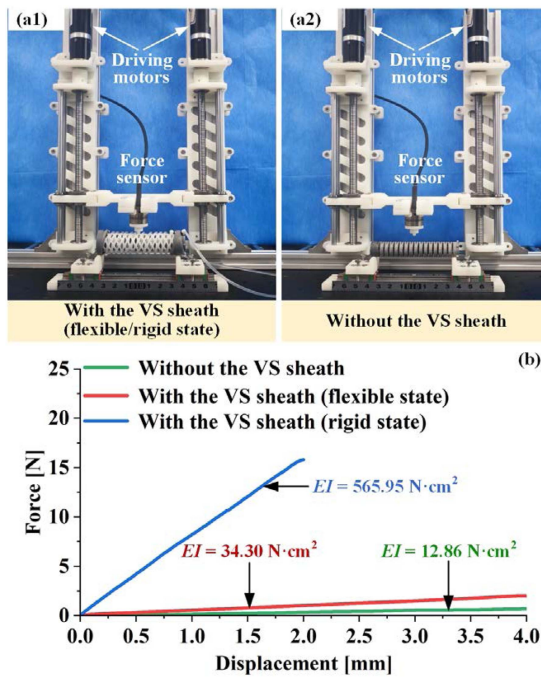 (a1)
Driving
motors
Force
sensor
With the VS sheath
(flexible/rigid state)
(a2)
Driving
motors
Force
sensor
Without the VS sheath
(b)
25
20
15
10
5
0
Force [N]
Without the VS sheath
With the VS sheath (flexible state)
With the VS sheath (rigid state)
EI = 565.95 N·cm²
EI = 34.30 N·cm²
EI = 12.86 N·cm²
0.0 0.5 1.0 1.5 2.0 2.5 3.0 3.5 4.0
Displacement [mm]